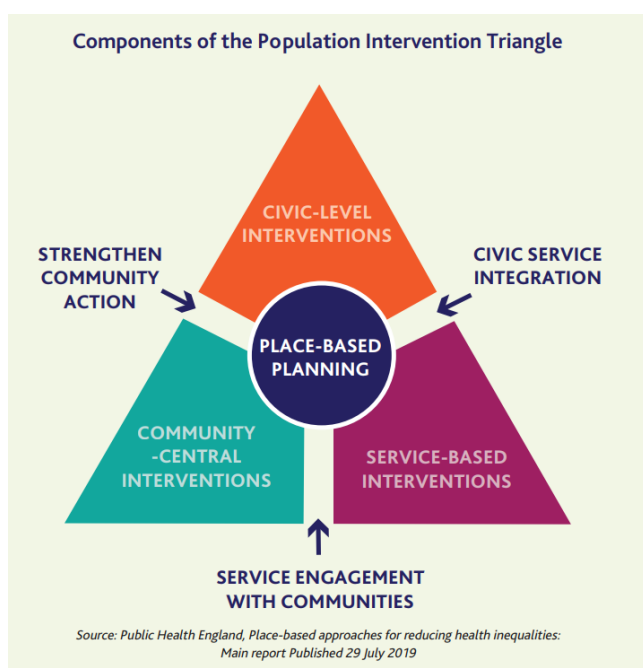 Components of the Population Intervention Triangle
CIVIC-LEVEL
INTERVENTIONS
STRENGTHEN
COMMUNITY
ACTION
CIVIC SERVICE
INTEGRATION
PLACE-BASED
PLANNING
COMMUNITY
-CENTRAL
INTERVENTIONS
SERVICE-BASED
INTERVENTIONS
SERVICE ENGAGEMENT
WITH COMMUNITIES
Source: Public Health England, Place-based approaches for reducing health inequalities:
Main report Published 29 July 2019